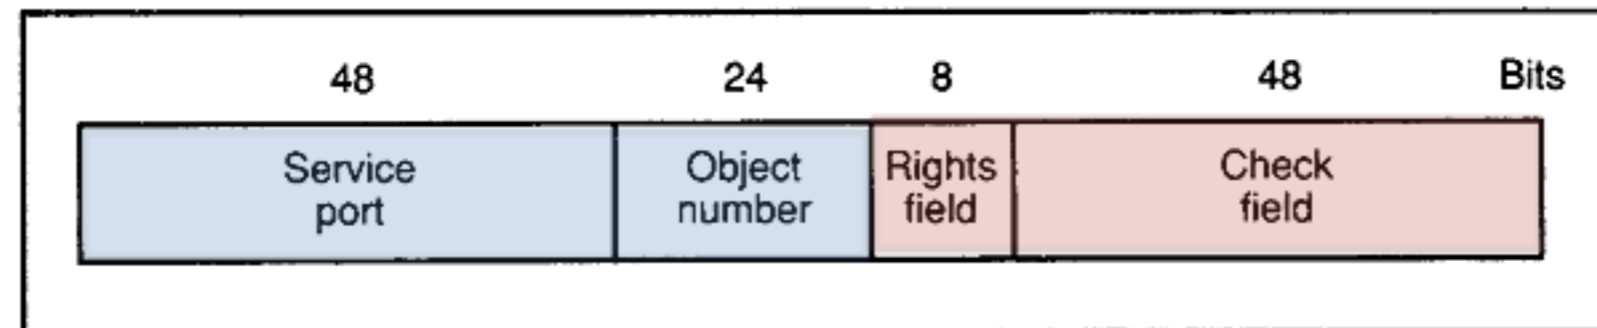 48 24 8 48 Bits
Service port
Object number
Rights field
Check field